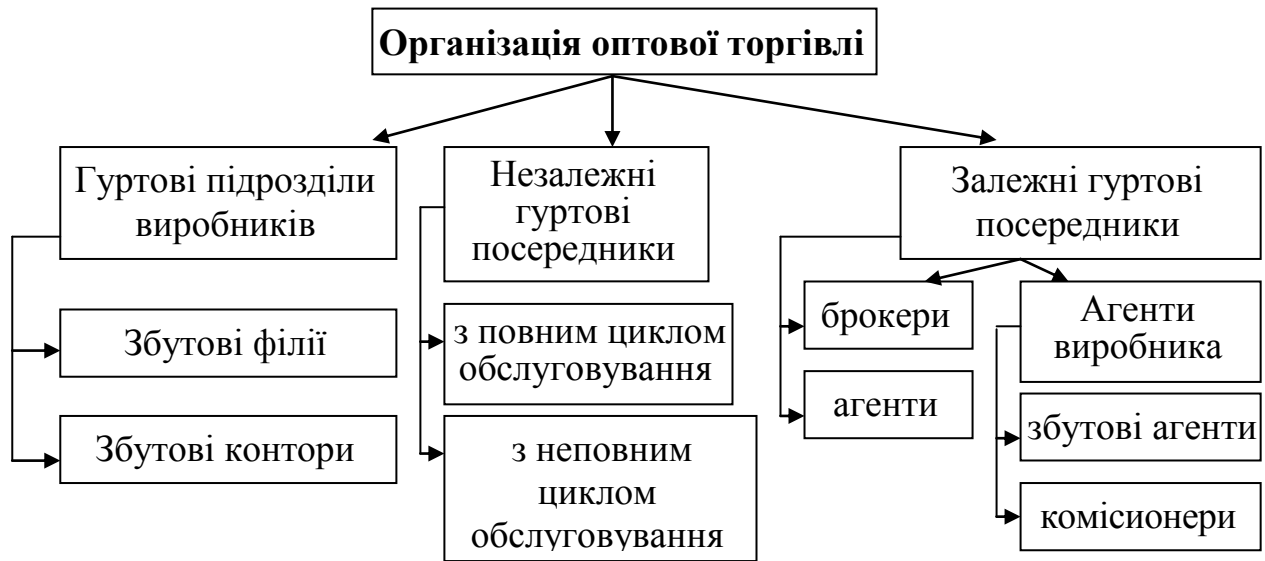 Організація оптової торгівлі
Гуртові підрозділи
виробників
Збутові філії
Збутові контори
Незалежні
гуртові
посередники
з повним циклом
обслуговування
з неповним
циклом
обслуговування
Залежні гуртові
посередники
брокери
агенти
Агенти
виробника
збутові агенти
комісионери